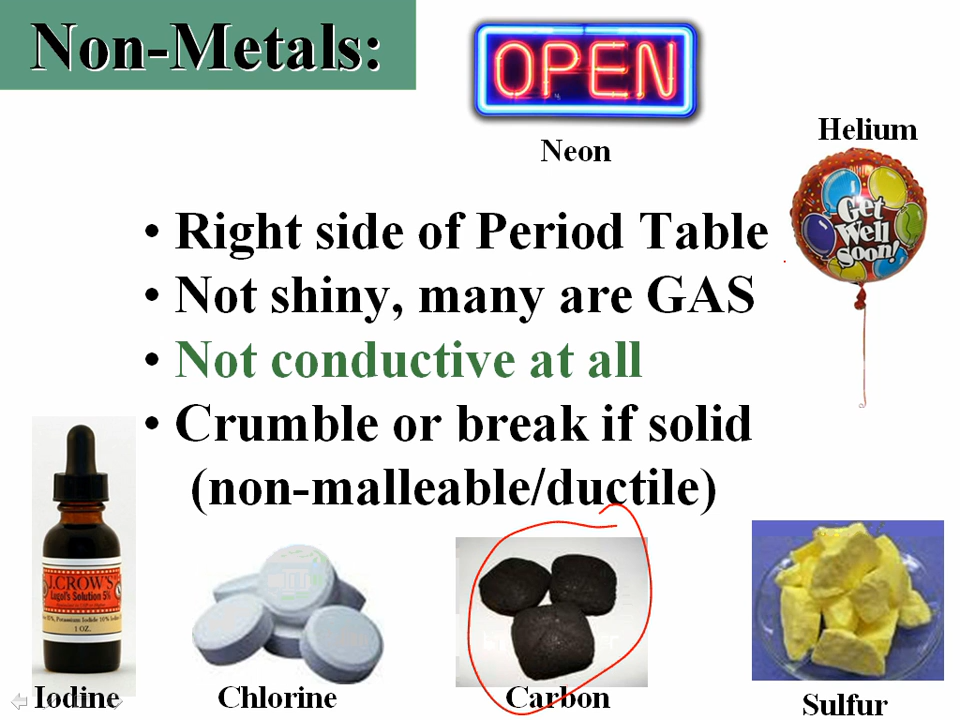 Non-Metals:
OPEN
Neon
Helium
Get
Well
Soon!
• Right side of Period Table
• Not shiny, many are GAS
• Not conductive at all
• Crumble or break if solid
(non-malleable/ductile)
J.CROW'S
Lugol's Solution 5%
1 OZ.
Iodine
Chlorine
Carbon
Sulfur